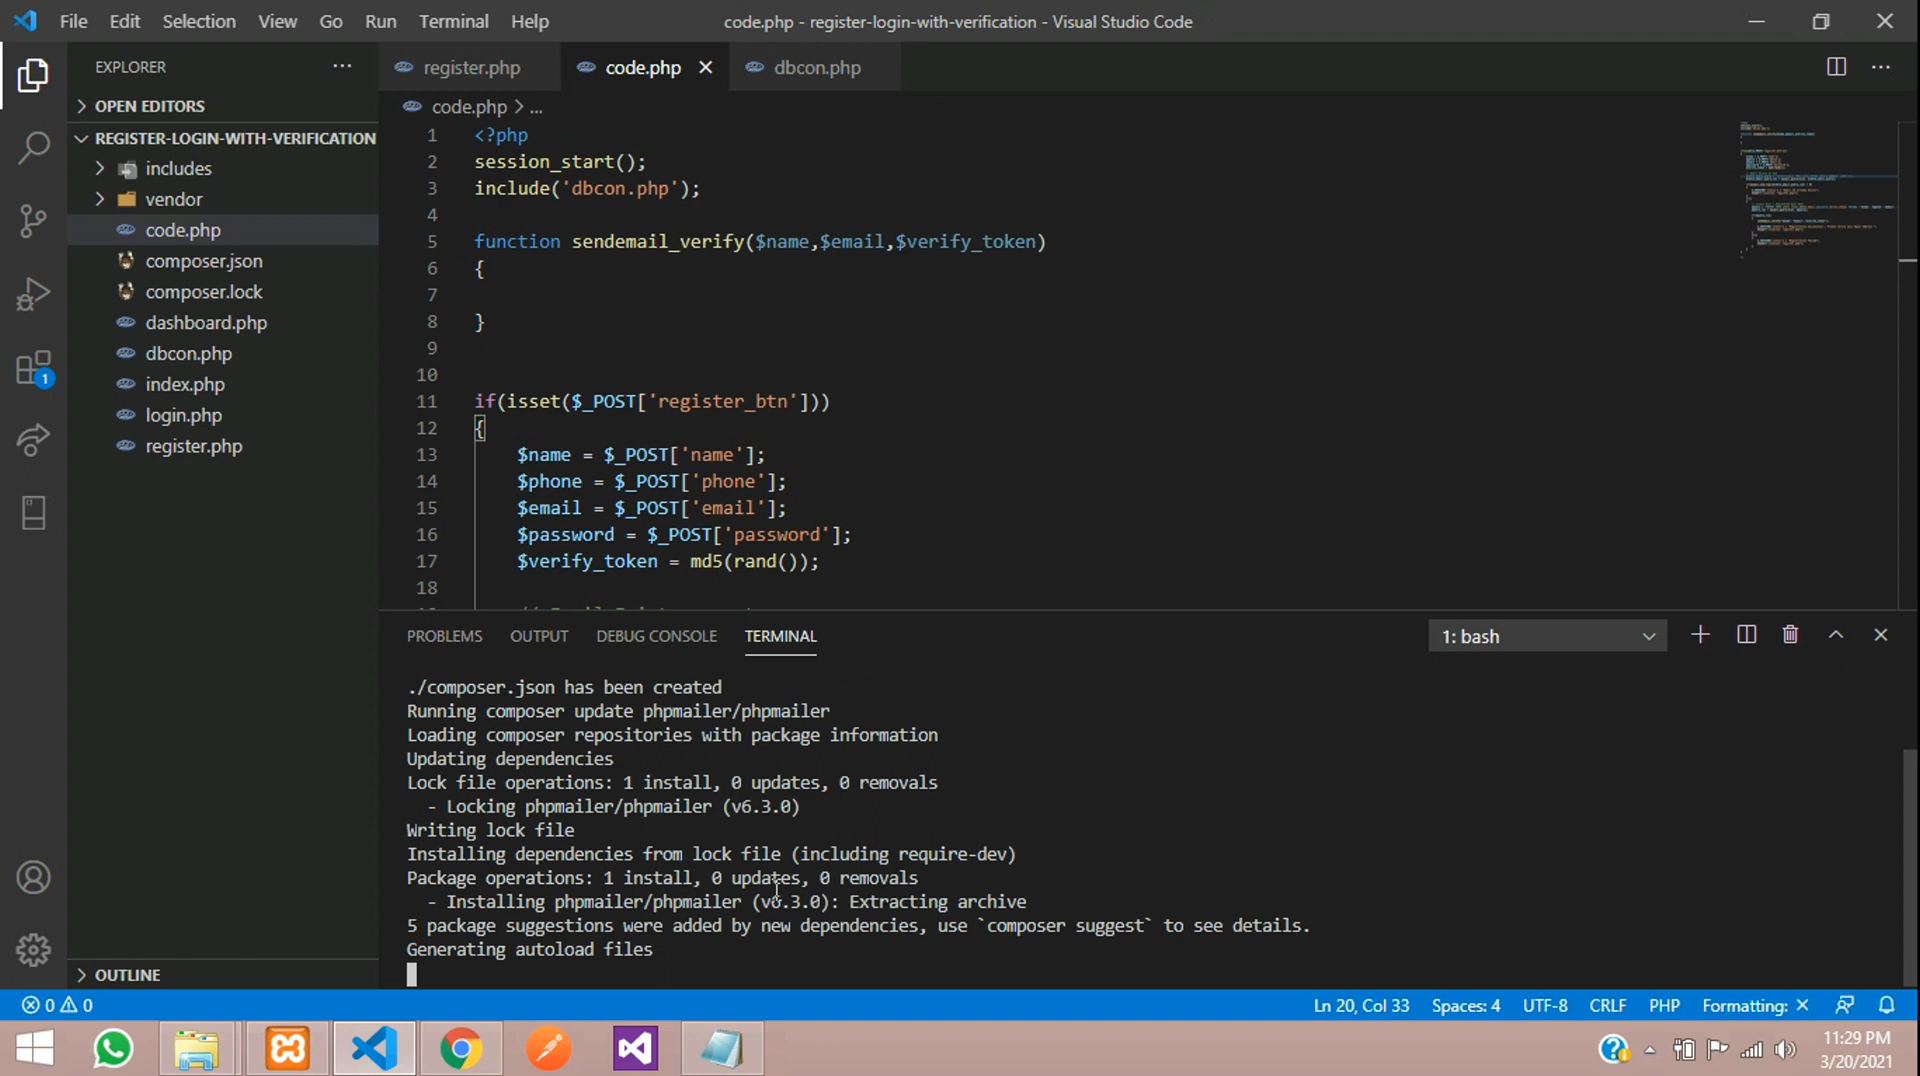 File Edit Selection View Go Run Terminal Help
code.php - register-login-with-verification - Visual Studio Code
EXPLORER
OPEN EDITORS
REGISTER-LOGIN-WITH-VERIFICATION
includes
vendor
code.php
composer.json
composer.lock
dashboard.php
dbcon.php
index.php
login.php
register.php
OUTLINE
1
register.php code.php dbcon.php
code.php > ...
1 <?php
2 session_start();
3 include('dbcon.php');
4
5 function sendemail_verify($name,$email,$verify_token)
6 {
7
8 }
9
10
11 if(isset($_POST['register_btn']))
12 {
13 $name = $_POST['name'];
14 $phone = $_POST['phone'];
15 $email = $_POST['email'];
16 $password = $_POST['password'];
17 $verify_token = md5(rand());
18
PROBLEMS OUTPUT DEBUG CONSOLE TERMINAL
1: bash
./composer.json has been created
Running composer update phpmailer/phpmailer
Loading composer repositories with package information
Updating dependencies
Lock file operations: 1 install, 0 updates, 0 removals
- Locking phpmailer/phpmailer (v6.3.0)
Writing lock file
Installing dependencies from lock file (including require-dev)
Package operations: 1 install, 0 updates, 0 removals
- Installing phpmailer/phpmailer (v6.3.0): Extracting archive
5 package suggestions were added by new dependencies, use `composer suggest` to see details.
Generating autoload files
0 0
Ln 20, Col 33 Spaces: 4 UTF-8 CRLF PHP Formatting: ×
11:29 PM
3/20/2021